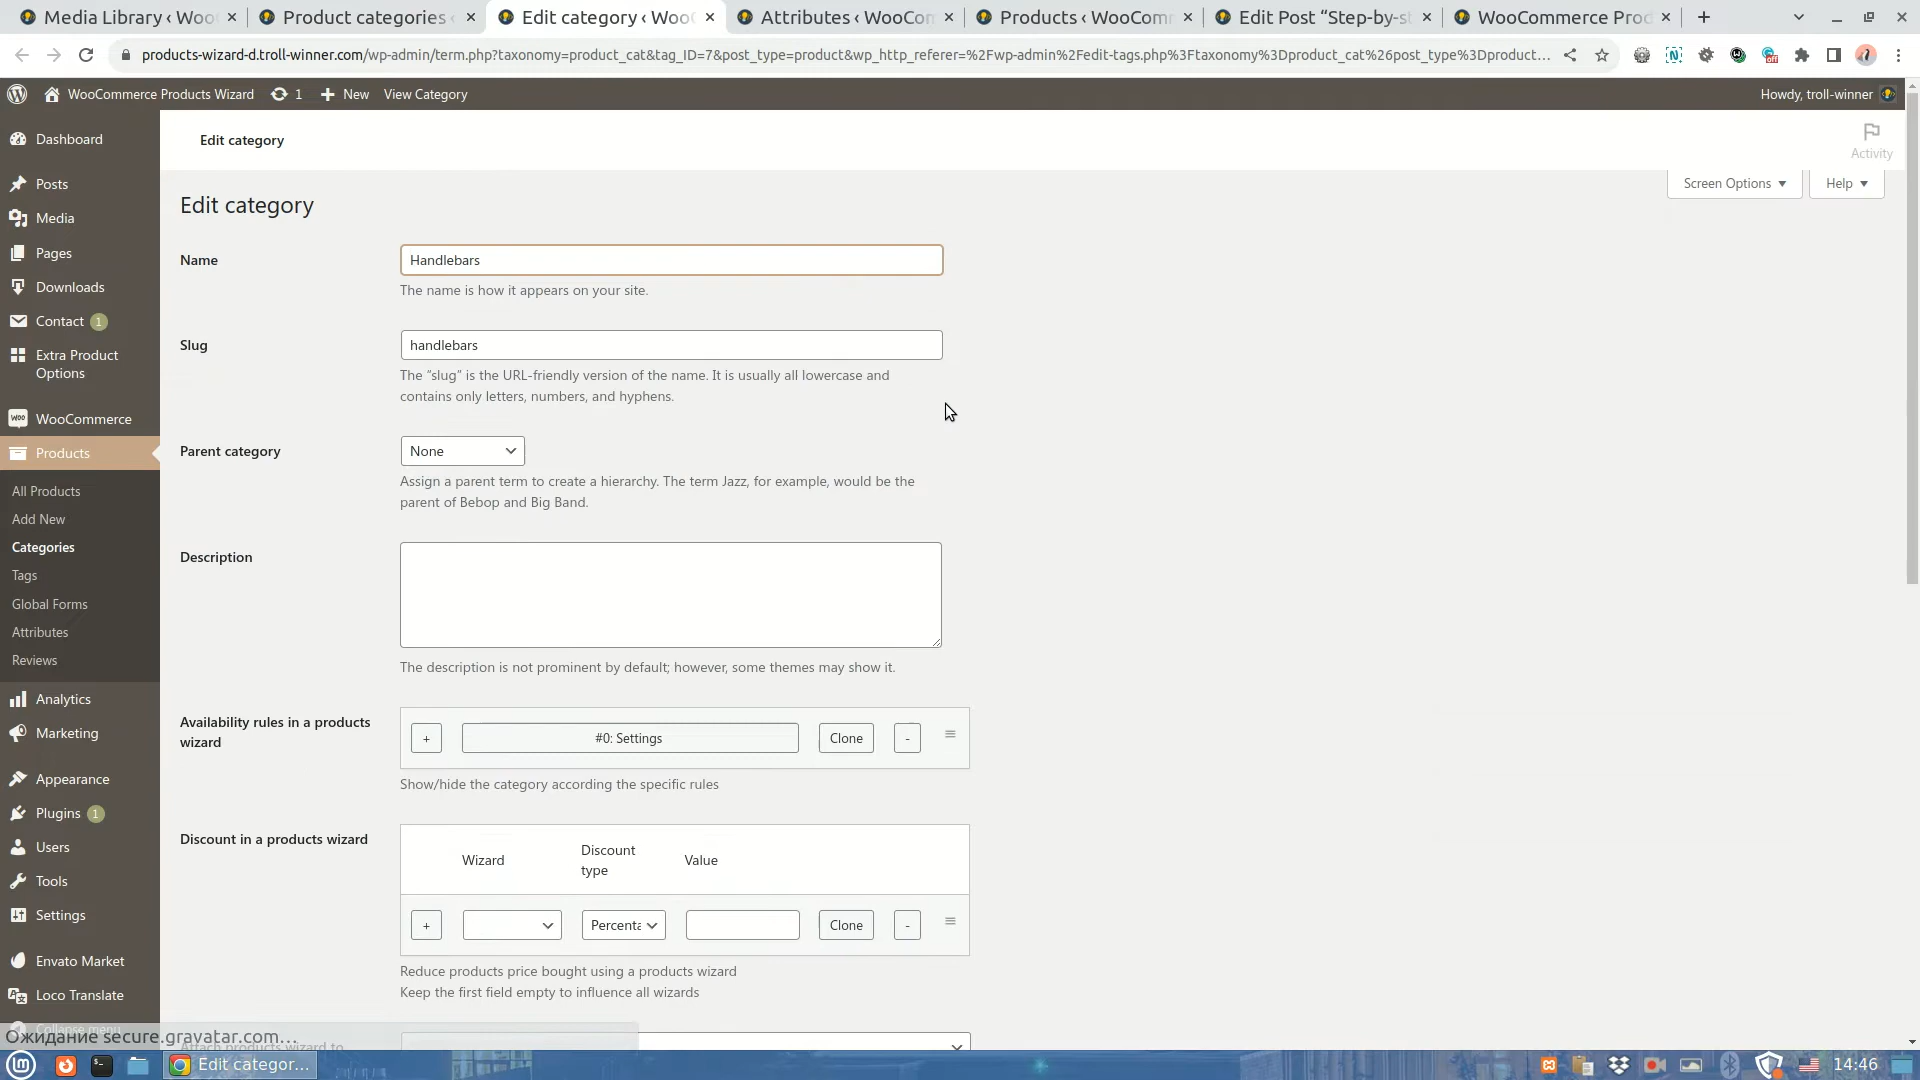 Media Library ‹ Woo
Product categories ‹
Edit category ‹ Woo
Attributes ‹ WooCom
Products ‹ WooComm
Edit Post “Step-by-st
WooCommerce Prod
products-wizard-d.troll-winner.com/wp-admin/term.php?taxonomy=product_cat&tag_ID=7&post_type=product&wp_http_referer=%2Fwp-admin%2Fedit-tags.php%3Ftaxonomy%3Dproduct_cat%26post_type%3Dproduct...
WooCommerce Products Wizard
1
New
View Category
Howdy, troll-winner
Dashboard
Posts
Media
Pages
Downloads
Contact 1
Extra Product
Options
WooCommerce
Products
All Products
Add New
Categories
Tags
Global Forms
Attributes
Reviews
Analytics
Marketing
Appearance
Plugins 1
Users
Tools
Settings
Envato Market
Loco Translate
Collapse menu
Edit category
Activity
Screen Options
Help
Edit category
Name
Handlebars
The name is how it appears on your site.
Slug
handlebars
The “slug” is the URL-friendly version of the name. It is usually all lowercase and
contains only letters, numbers, and hyphens.
Parent category
None
Assign a parent term to create a hierarchy. The term Jazz, for example, would be the
parent of Bebop and Big Band.
Description
The description is not prominent by default; however, some themes may show it.
Availability rules in a products
wizard
+
#0: Settings
Clone
-
Show/hide the category according the specific rules
Discount in a products wizard
Wizard
Discount
type
Value
+
Percenta
Clone
-
Reduce products price bought using a products wizard
Keep the first field empty to influence all wizards
Attach products wizard to
Ожидание secure.gravatar.com...
Edit categor...
14:46